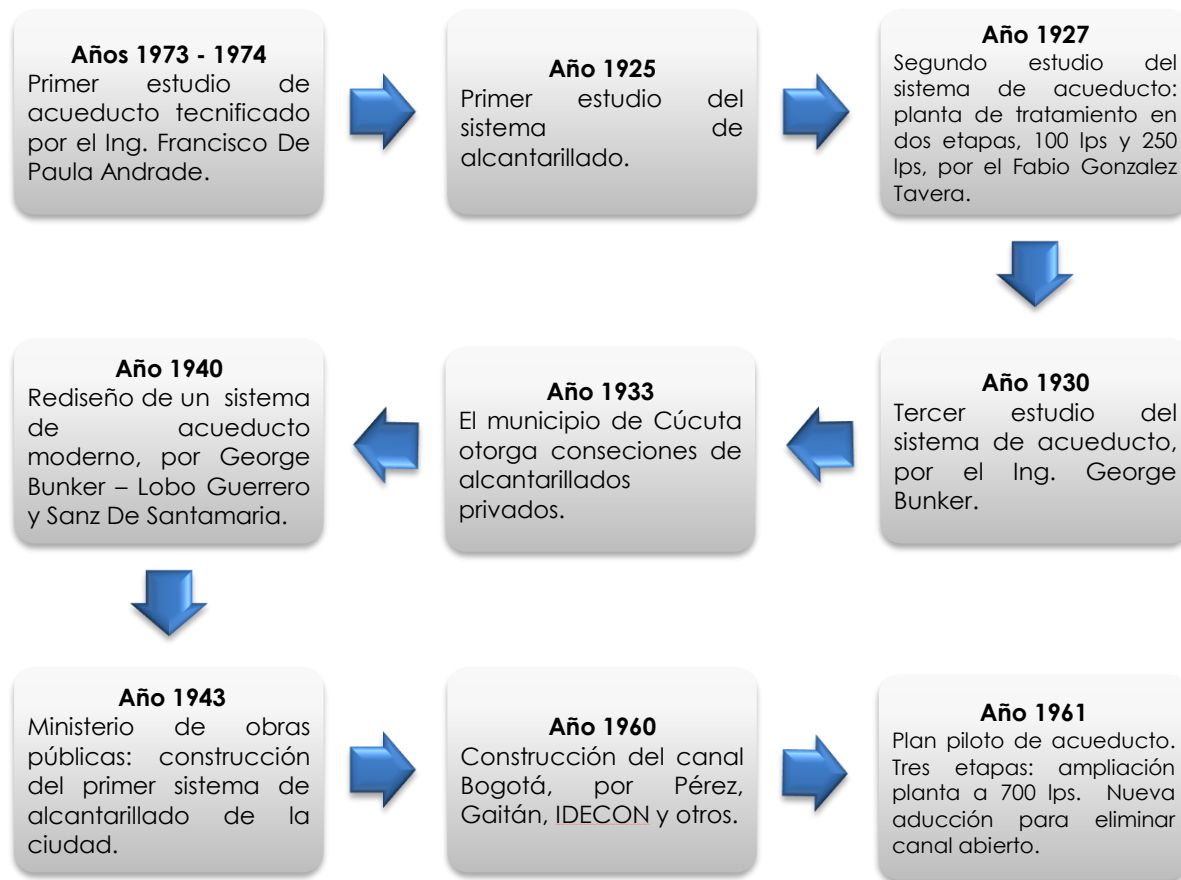 Años 1973 - 1974
Primer estudio de
acueducto tecnificado
por el Ing. Francisco De
Paula Andrade.
Año 1925
Primer estudio del
sistema de
alcantarillado.
Año 1927
Segundo estudio del
sistema de acueducto:
planta de tratamiento en
dos etapas, 100 lps y 250
lps, por el Fabio Gonzalez
Tavera.
Año 1930
Tercer estudio del
sistema de acueducto,
por el Ing. George
Bunker.
Año 1933
El municipio de Cúcuta
otorga conseciones de
alcantarillados
privados.
Año 1940
Rediseño de un sistema
de acueducto
moderno, por George
Bunker – Lobo Guerrero
y Sanz De Santamaria.
Año 1943
Ministerio de obras
públicas: construcción
del primer sistema de
alcantarillado de la
ciudad.
Año 1960
Construcción del canal
Bogotá, por Pérez,
Gaitán, IDECON y otros.
Año 1961
Plan piloto de acueducto.
Tres etapas: ampliación
planta a 700 lps. Nueva
aducción para eliminar
canal abierto.